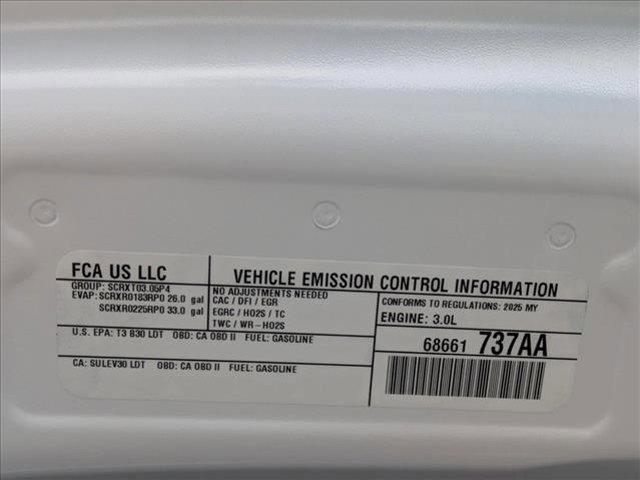 FCA US LLC
GROUP: SCRXT03.05P4
EVAP: SCRXR0183RP0 26.0 gal
SCRXR0225RP0 33.0 gal
VEHICLE EMISSION CONTROL INFORMATION
NO ADJUSTMENTS NEEDED
CAC / DFI / EGR
EGRC / HO2S / TC
TWC / WR-HO2S
CONFORMS TO REGULATIONS: 2025 MY
ENGINE: 3.0L
U.S. EPA: T3 B30 LDT OBD: CA OBD II FUEL: GASOLINE
CA: SULEV30 LDT OBD: CA OBD II FUEL: GASOLINE
68661 737AA